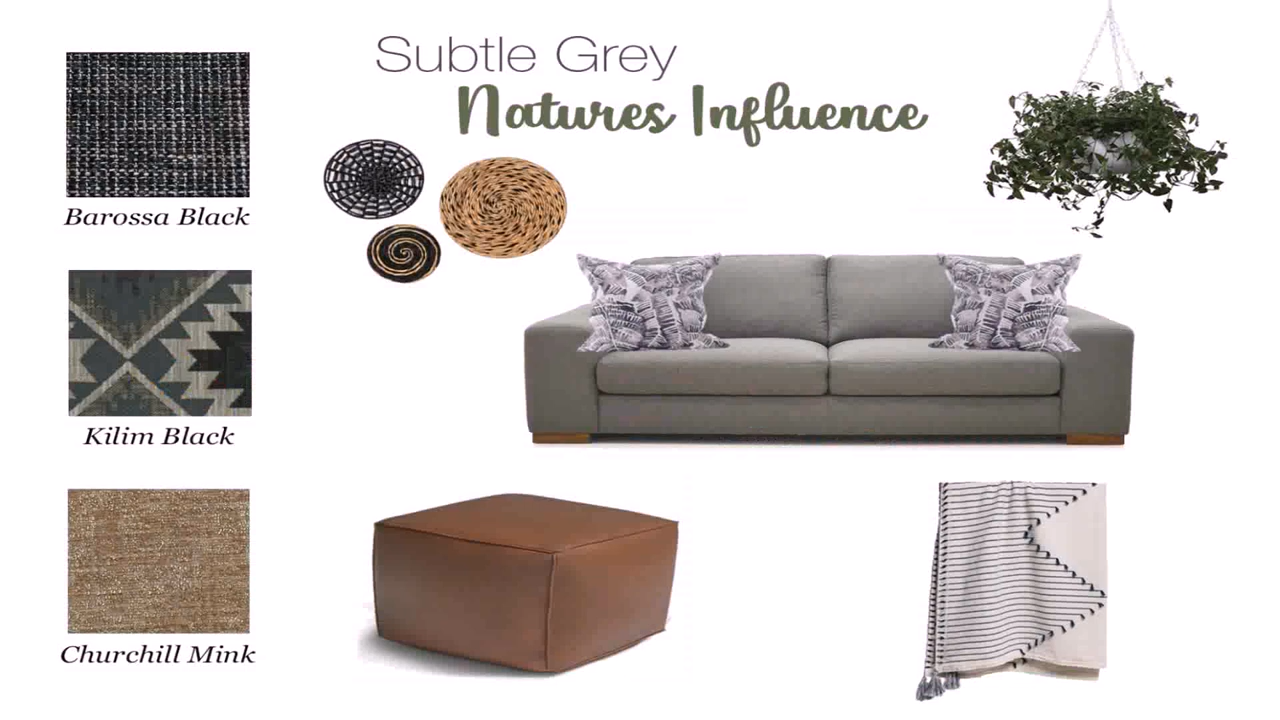 Subtle Grey
Natures Influence
Barossa Black
Kilim Black
Churchill Mink